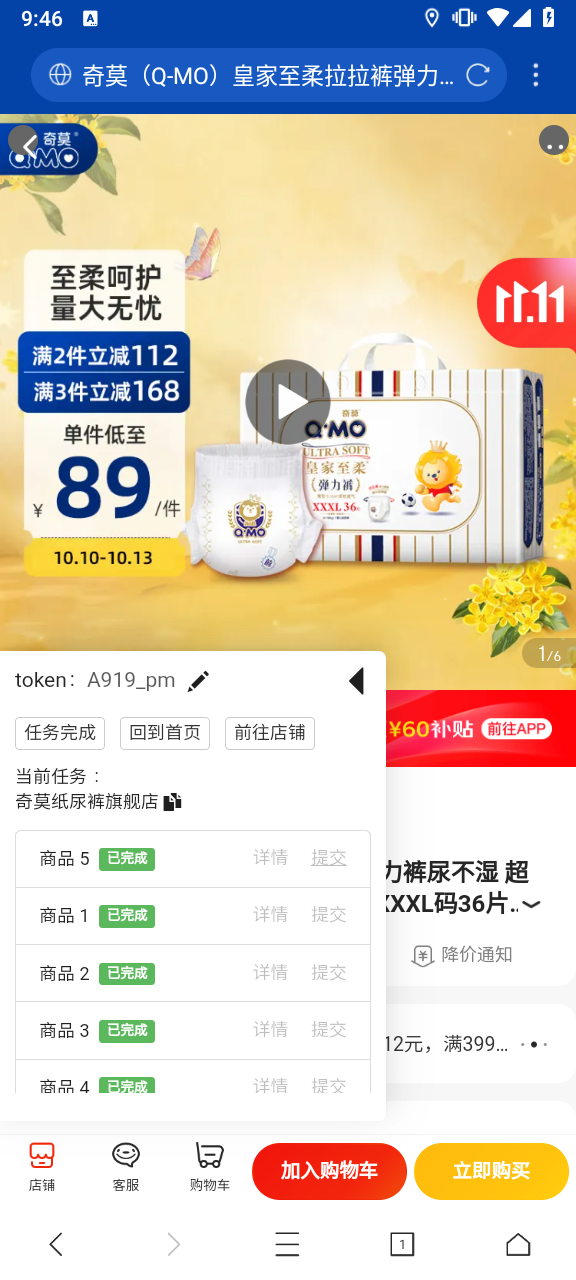 9:46
A
奇莫（Q-MO）皇家至柔拉拉裤弹力...
奇莫
QMO
至柔呵护
量大无忧
满2件立减112
满3件立减168
单件低至
¥ 89/件
10.10-10.13
11.11
奇莫
Q·MO
ULTRA SOFT
皇家至柔
（弹力裤）
XXXL 36片
Q·MO
1/6
¥60补贴 前往APP
token： A919_pm
任务完成 回到首页 前往店铺
当前任务：
奇莫纸尿裤旗舰店
商品 5 已完成 详情 提交
商品 1 已完成 详情 提交
商品 2 已完成 详情 提交
商品 3 已完成 详情 提交
商品 4 已完成 详情 提交
力裤尿不湿 超
XXXL码36片..
降价通知
12元，满399...
店铺
客服
购物车
加入购物车
立即购买
1